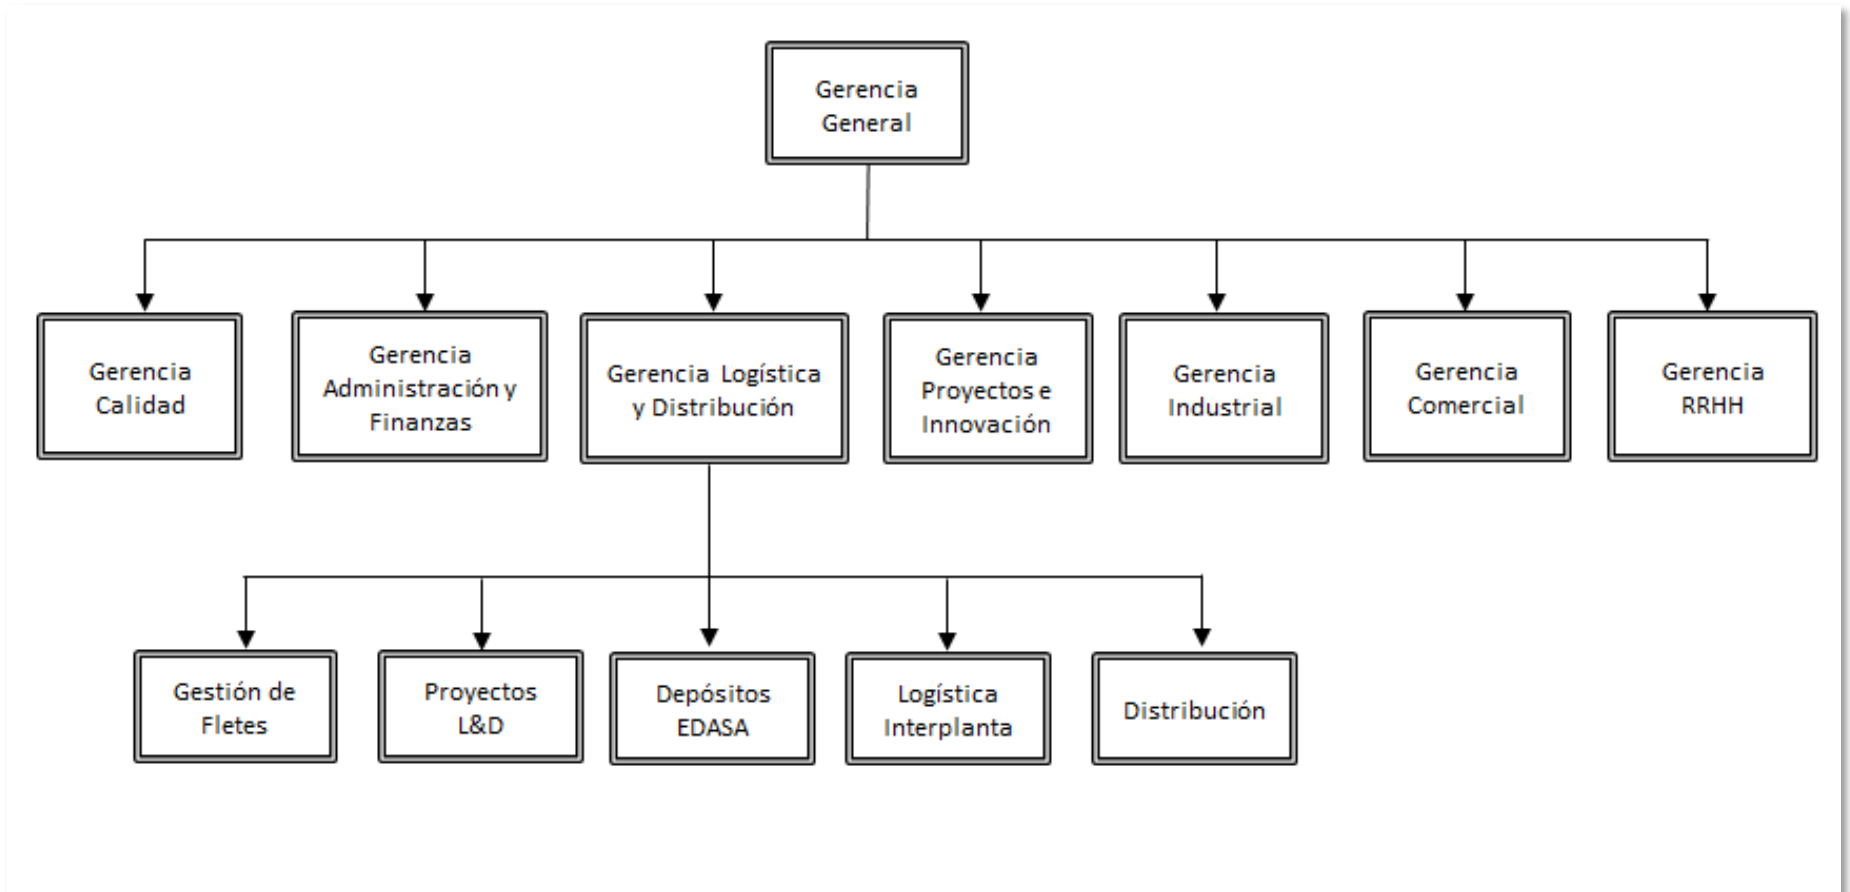 Gerencia
General
Gerencia
Calidad
Gerencia
Administración y
Finanzas
Gerencia Logística
y Distribución
Gerencia
Proyectos e
Innovación
Gerencia
Industrial
Gerencia
Comercial
Gerencia
RRHH
Gestión de
Fletes
Proyectos
L&D
Depósitos
EDASA
Logística
Interplanta
Distribución